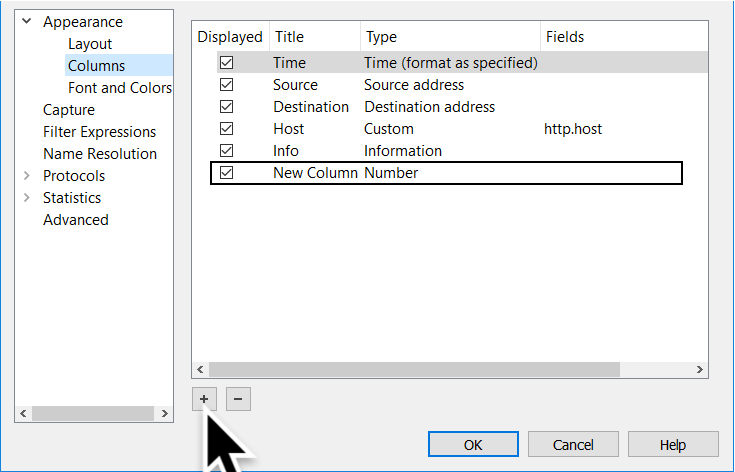 Appearance
Layout
Columns
Font and Colors
Capture
Filter Expressions
Name Resolution
Protocols
Statistics
Advanced
Displayed Title Type Fields
Time Time (format as specified)
Source Source address
Destination Destination address
Host Custom http.host
Info Information
New Column Number
+ −
OK Cancel Help